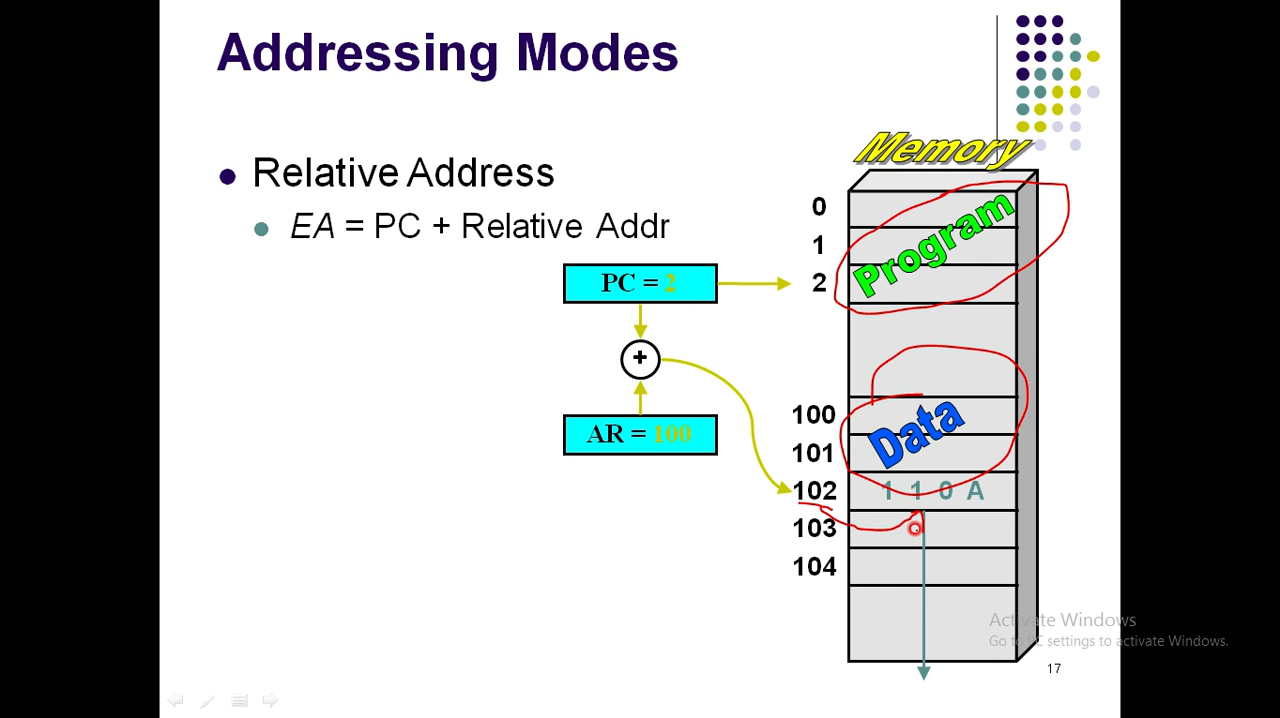 Addressing Modes
Memory
Relative Address
EA = PC + Relative Addr
0
1
2
Program
PC = 2
+
AR = 100
100
101
102
103
104
Data
1 1 0 A
Activate Windows
Go to PC settings to activate Windows.
17